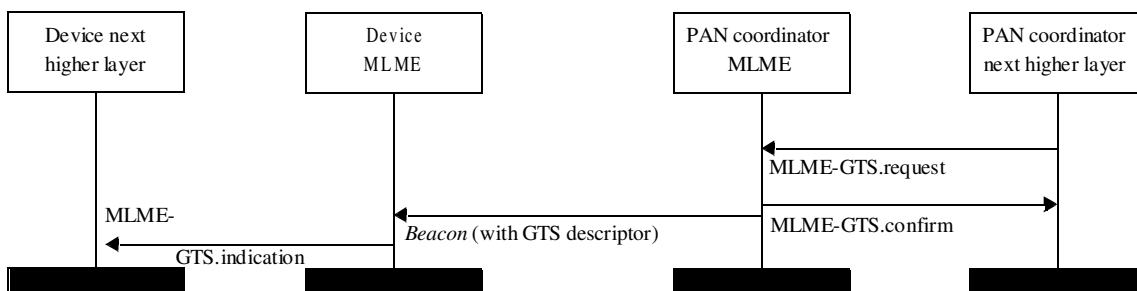 Device next
higher layer
Device
MLME
PAN coordinator
MLME
PAN coordinator
next higher layer
MLME-GTS.request
MLME-
Beacon (with GTS descriptor)
MLME-GTS.confirm
GTS.indication